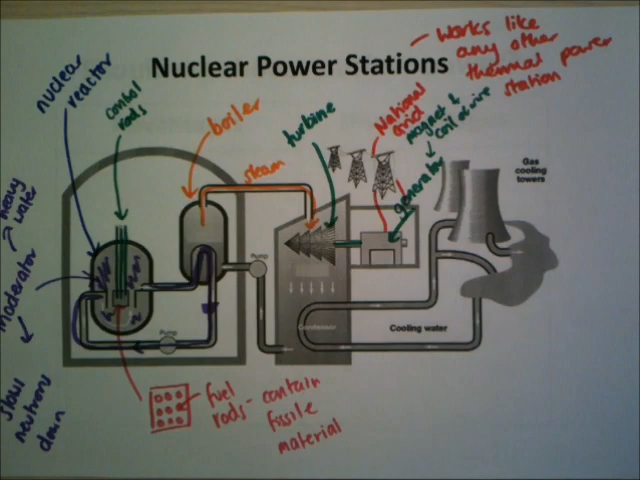 Nuclear Power Stations
- works like
any other
thermal power
station
nuclear
reactor
control
rods
boiler
steam
turbine
National
Grid
magnet &
coil of wire
generator
Gas
cooling
towers
heavy
water
moderator
slow
neutrons
down
Pump
Pump
Condensor
Cooling water
fuel
rods - contain
fissile
material